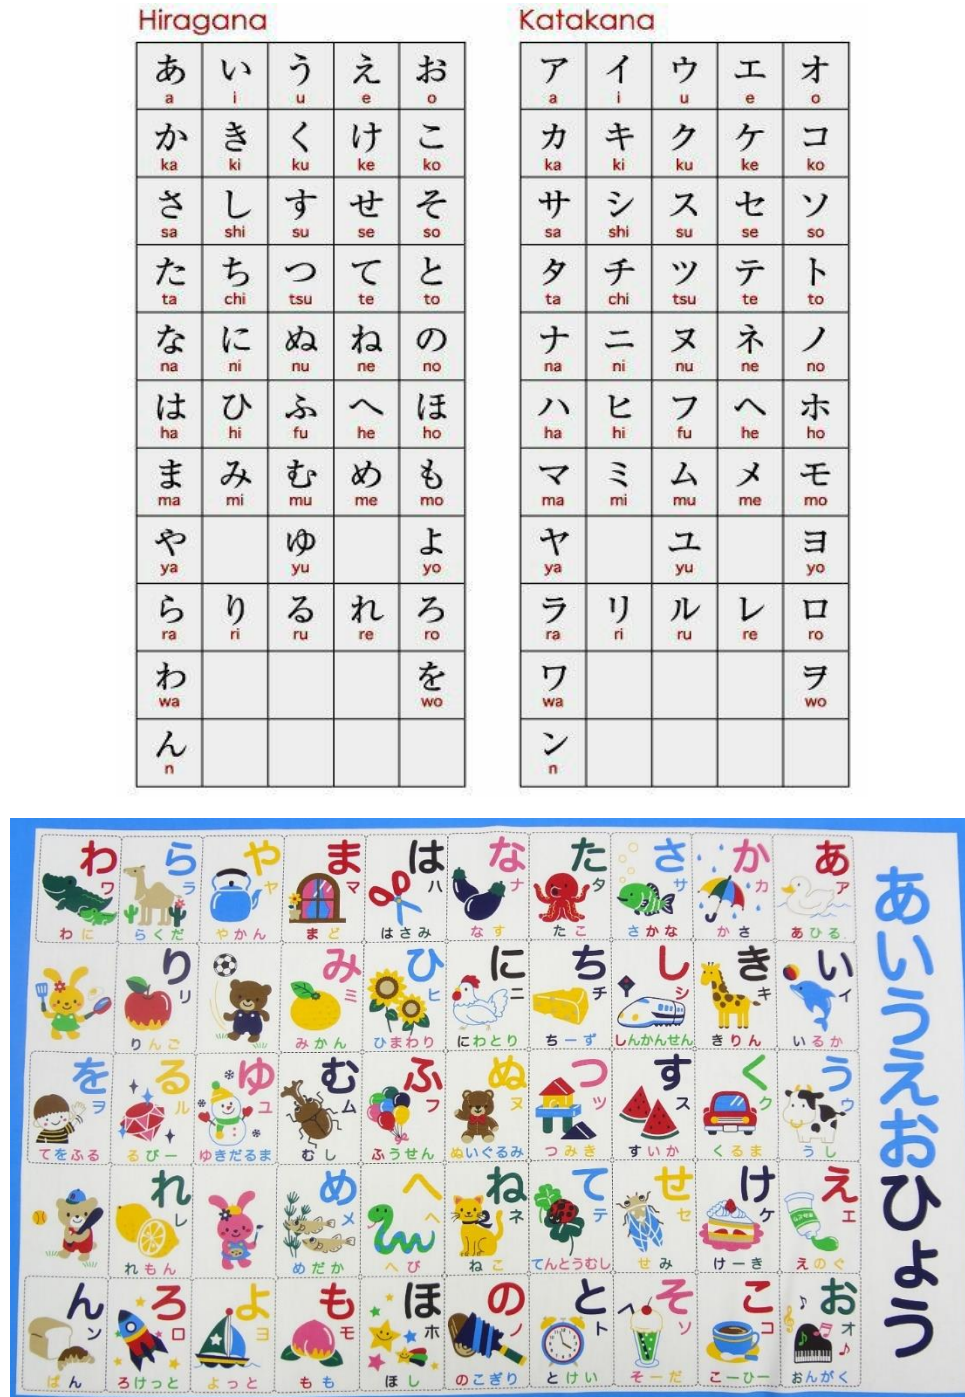 Hiragana
あ い う え お
a i u e o
か き く け こ
ka ki ku ke ko
さ し す せ そ
sa shi su se so
た ち つ て と
ta chi tsu te to
な に ぬ ね の
na ni nu ne no
は ひ ふ へ ほ
ha hi fu he ho
ま み む め も
ma mi mu me mo
や ゆ よ
ya yu yo
ら り る れ ろ
ra ri ru re ro
わ を
wa wo
ん
n
Katakana
ア イ ウ エ オ
a i u e o
カ キ ク ケ コ
ka ki ku ke ko
サ シ ス セ ソ
sa shi su se so
タ チ ツ テ ト
ta chi tsu te to
ナ ニ ヌ ネ ノ
na ni nu ne no
ハ ヒ フ ヘ ホ
ha hi fu he ho
マ ミ ム メ モ
ma mi mu me mo
ヤ ユ ヨ
ya yu yo
ラ リ ル レ ロ
ra ri ru re ro
ワ ヲ
wa wo
ン
n
あいうえおひょう
あ ア
あひる
い イ
いるか
う ウ
うし
え エ
えのぐ
お オ
おんがく
か カ
かさ
き キ
きりん
く ク
くるま
け ケ
けーき
こ コ
こーひー
さ サ
さかな
し シ
しんかんせん
す ス
すいか
せ セ
せみ
そ ソ
そーだ
た タ
たこ
ち チ
ちーず
つ ツ
つみき
て テ
てんとうむし
と ト
とけい
な ナ
なす
に ニ
にわとり
ぬ ヌ
ぬいぐるみ
ね ネ
ねこ
の ノ
のこぎり
は ハ
はさみ
ひ ヒ
ひまわり
ふ フ
ふうせん
へ ヘ
へび
ほ ホ
ほし
ま マ
まど
み ミ
みかん
む ム
むし
め メ
めだか
も モ
もも
や ヤ
やかん
ゆ ユ
ゆきだるま
よ ヨ
よっと
ら ラ
らくだ
り リ
りんご
る ル
るびー
れ レ
れもん
ろ ロ
ろけっと
わ ワ
わに
を ヲ
てをふる
ん ン
ぱん